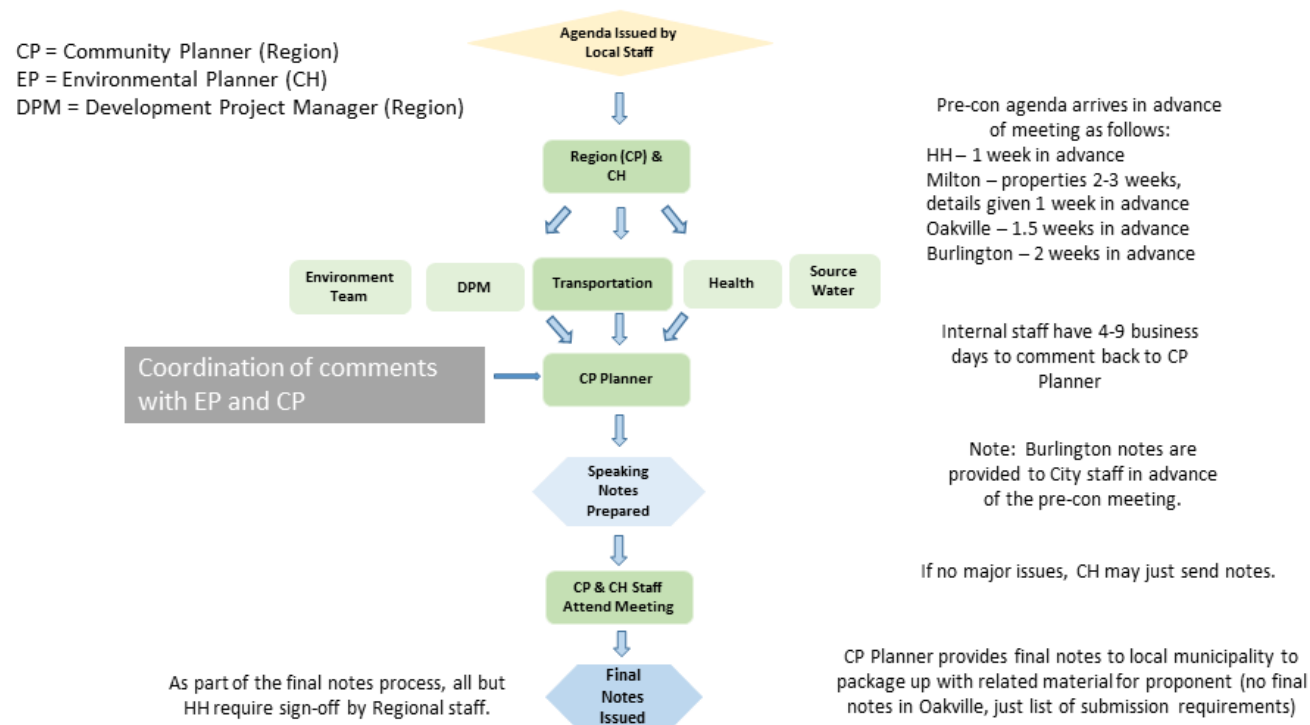 Agenda Issued by
Local Staff
CP = Community Planner (Region)
EP = Environmental Planner (CH)
DPM = Development Project Manager (Region)
Pre-con agenda arrives in advance
of meeting as follows:
HH – 1 week in advance
Milton – properties 2-3 weeks,
details given 1 week in advance
Oakville – 1.5 weeks in advance
Burlington – 2 weeks in advance
Region (CP) &
CH
Environment
Team
DPM
Transportation
Health
Source
Water
Internal staff have 4-9 business
days to comment back to CP
Planner
Coordination of comments
with EP and CP
CP Planner
Note: Burlington notes are
provided to City staff in advance
of the pre-con meeting.
Speaking
Notes
Prepared
If no major issues, CH may just send notes.
CP & CH Staff
Attend Meeting
As part of the final notes process, all but
HH require sign-off by Regional staff.
Final
Notes
Issued
CP Planner provides final notes to local municipality to
package up with related material for proponent (no final
notes in Oakville, just list of submission requirements)